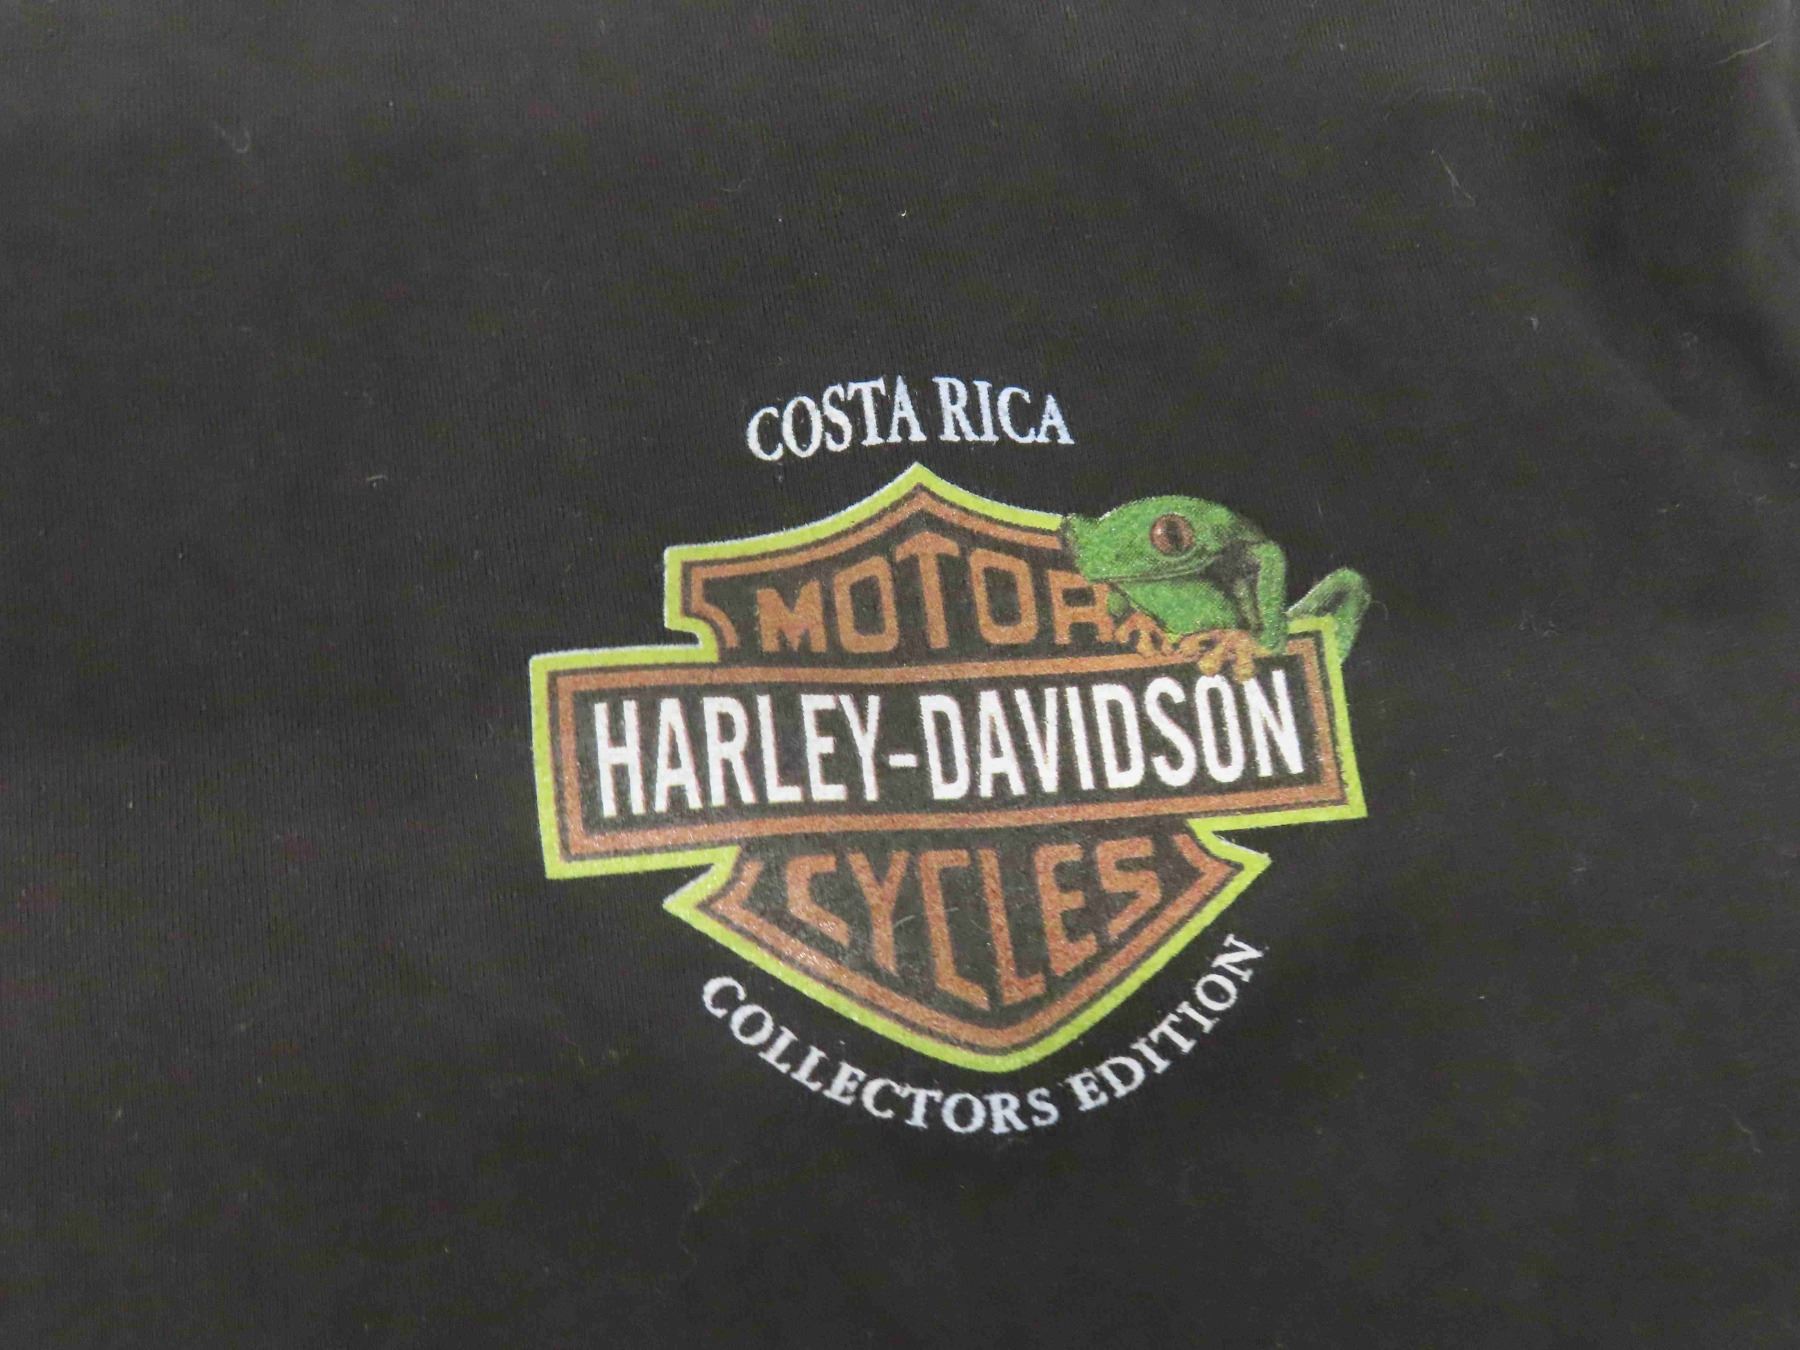 COSTA RICA
MOTOR
HARLEY-DAVIDSON
CYCLES
COLLECTORS EDITION